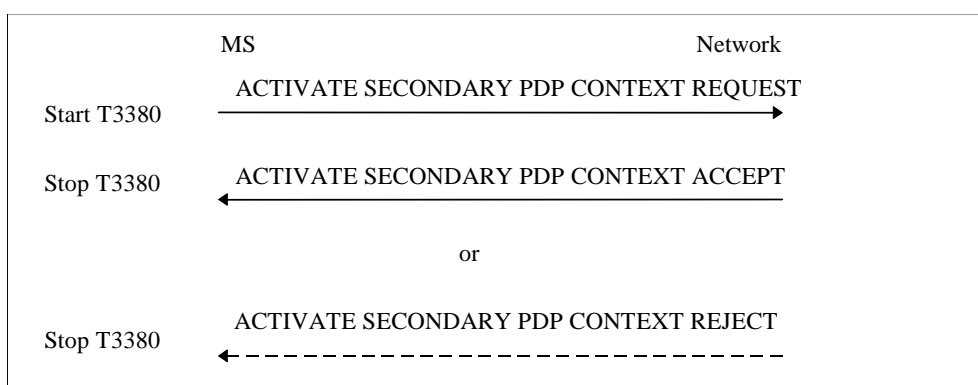 MS Network
ACTIVATE SECONDARY PDP CONTEXT REQUEST
Start T3380
ACTIVATE SECONDARY PDP CONTEXT ACCEPT
Stop T3380
or
ACTIVATE SECONDARY PDP CONTEXT REJECT
Stop T3380